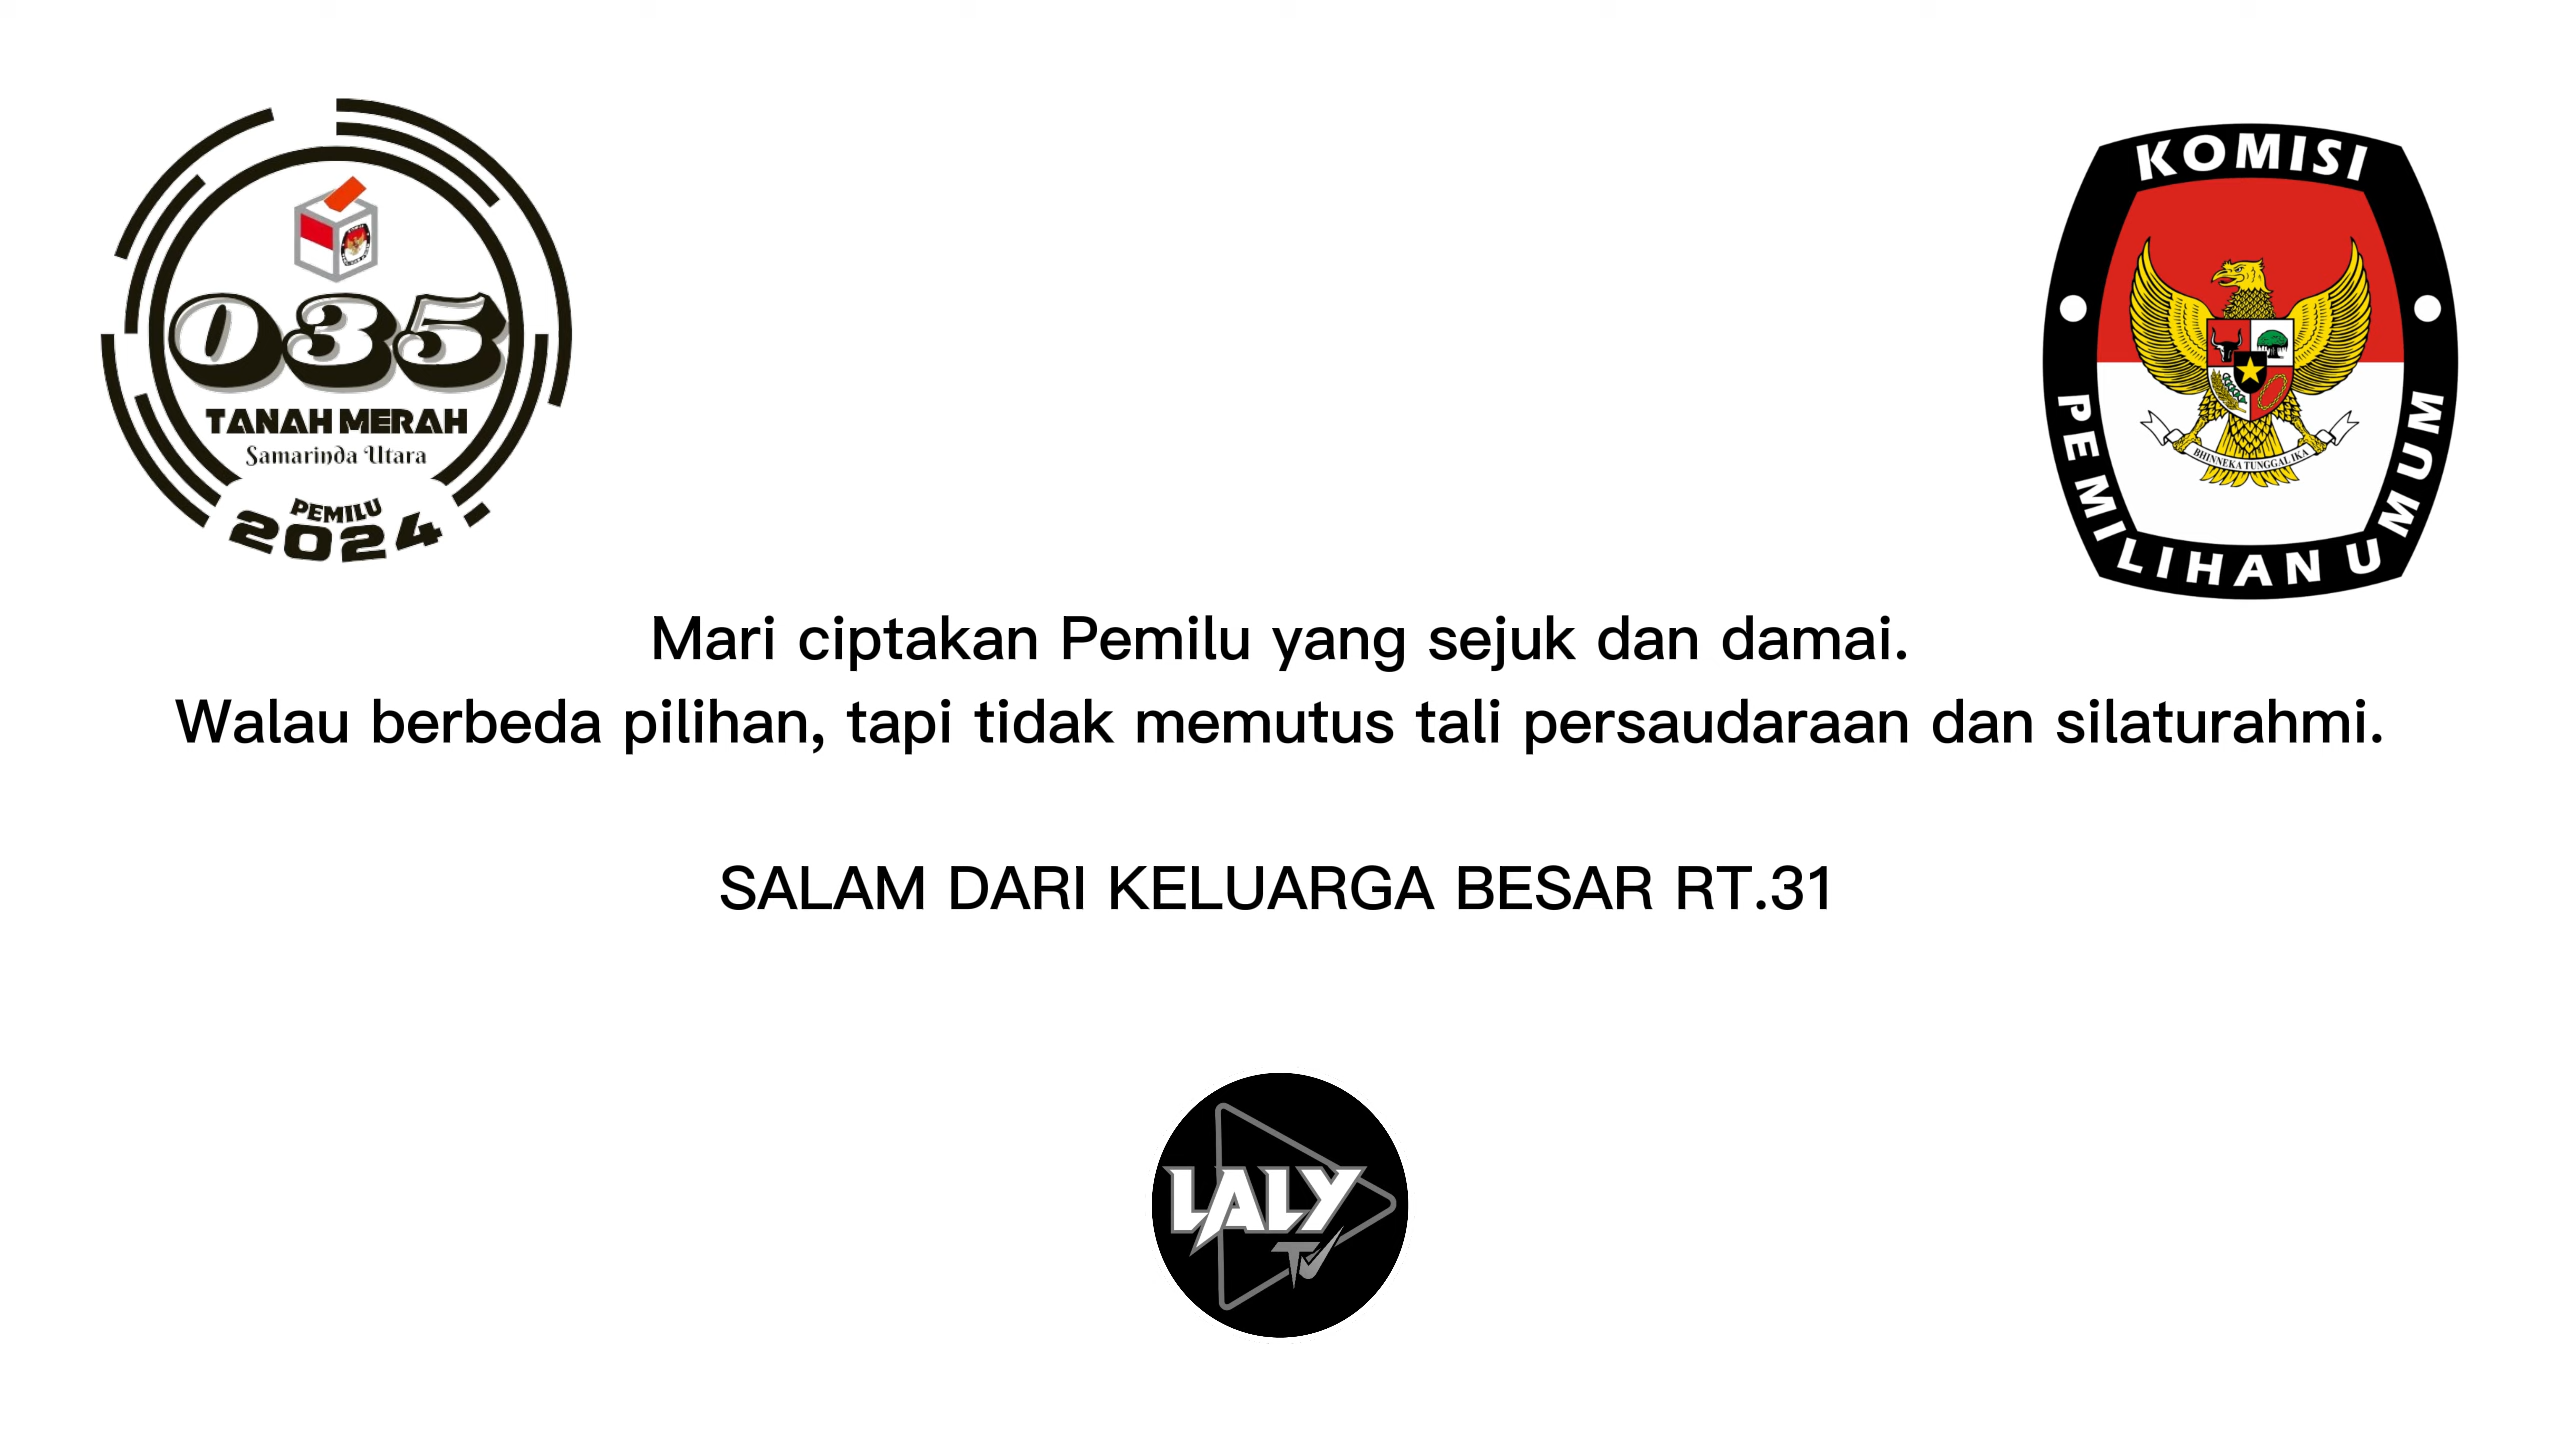 035
TANAH MERAH
Samarinda Utara
PEMILU
2024
KOMISI
PEMILIHAN UMUM
BHINNEKA TUNGGAL IKA
Mari ciptakan Pemilu yang sejuk dan damai.
Walau berbeda pilihan, tapi tidak memutus tali persaudaraan dan silaturahmi.
SALAM DARI KELUARGA BESAR RT.31
LALY
TV